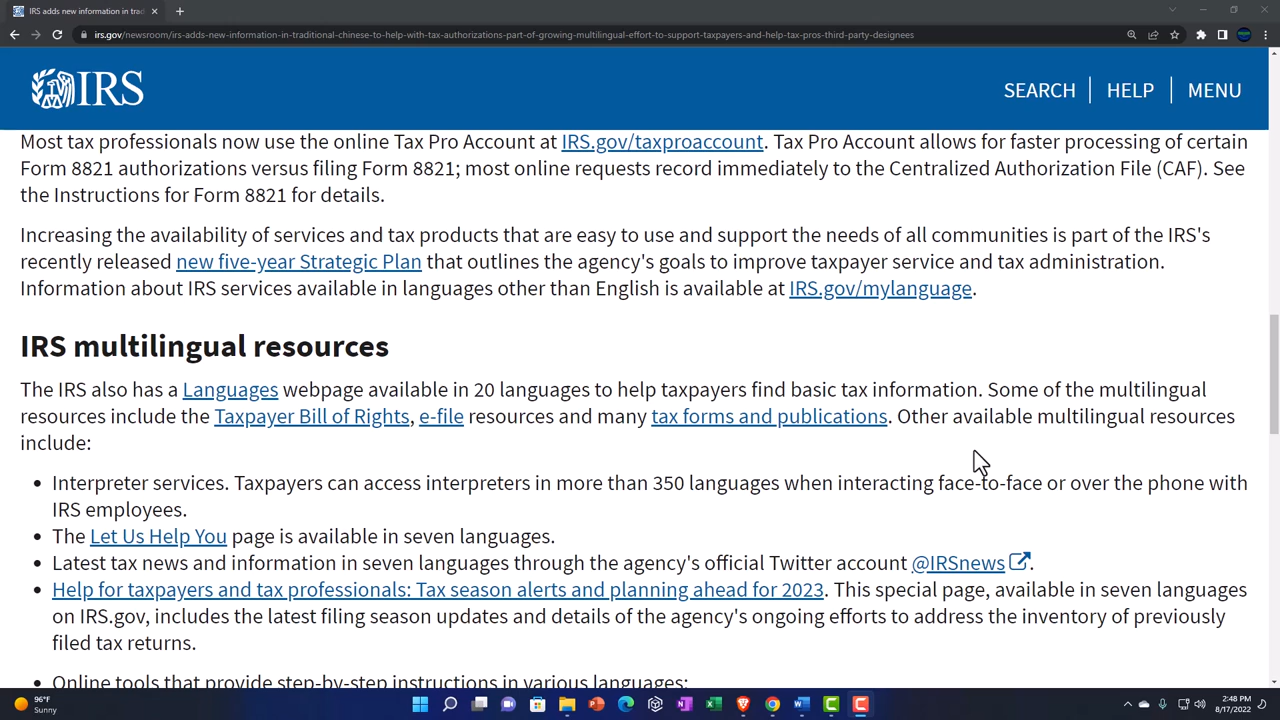 IRS adds new information in trad
irs.gov/newsroom/irs-adds-new-information-in-traditional-chinese-to-help-with-tax-authorizations-part-of-growing-multilingual-effort-to-support-taxpayers-and-help-tax-pros-third-party-designees
IRS
SEARCH
HELP
MENU
Most tax professionals now use the online Tax Pro Account at IRS.gov/taxproaccount. Tax Pro Account allows for faster processing of certain
Form 8821 authorizations versus filing Form 8821; most online requests record immediately to the Centralized Authorization File (CAF). See
the Instructions for Form 8821 for details.
Increasing the availability of services and tax products that are easy to use and support the needs of all communities is part of the IRS's
recently released new five-year Strategic Plan that outlines the agency's goals to improve taxpayer service and tax administration.
Information about IRS services available in languages other than English is available at IRS.gov/mylanguage.
IRS multilingual resources
The IRS also has a Languages webpage available in 20 languages to help taxpayers find basic tax information. Some of the multilingual
resources include the Taxpayer Bill of Rights, e-file resources and many tax forms and publications. Other available multilingual resources
include:
• Interpreter services. Taxpayers can access interpreters in more than 350 languages when interacting face-to-face or over the phone with
IRS employees.
• The Let Us Help You page is available in seven languages.
• Latest tax news and information in seven languages through the agency's official Twitter account @IRSnews.
• Help for taxpayers and tax professionals: Tax season alerts and planning ahead for 2023. This special page, available in seven languages
on IRS.gov, includes the latest filing season updates and details of the agency's ongoing efforts to address the inventory of previously
filed tax returns.
• Online tools that provide step-by-step instructions in various languages:
96°F
Sunny
2:48 PM
8/17/2022